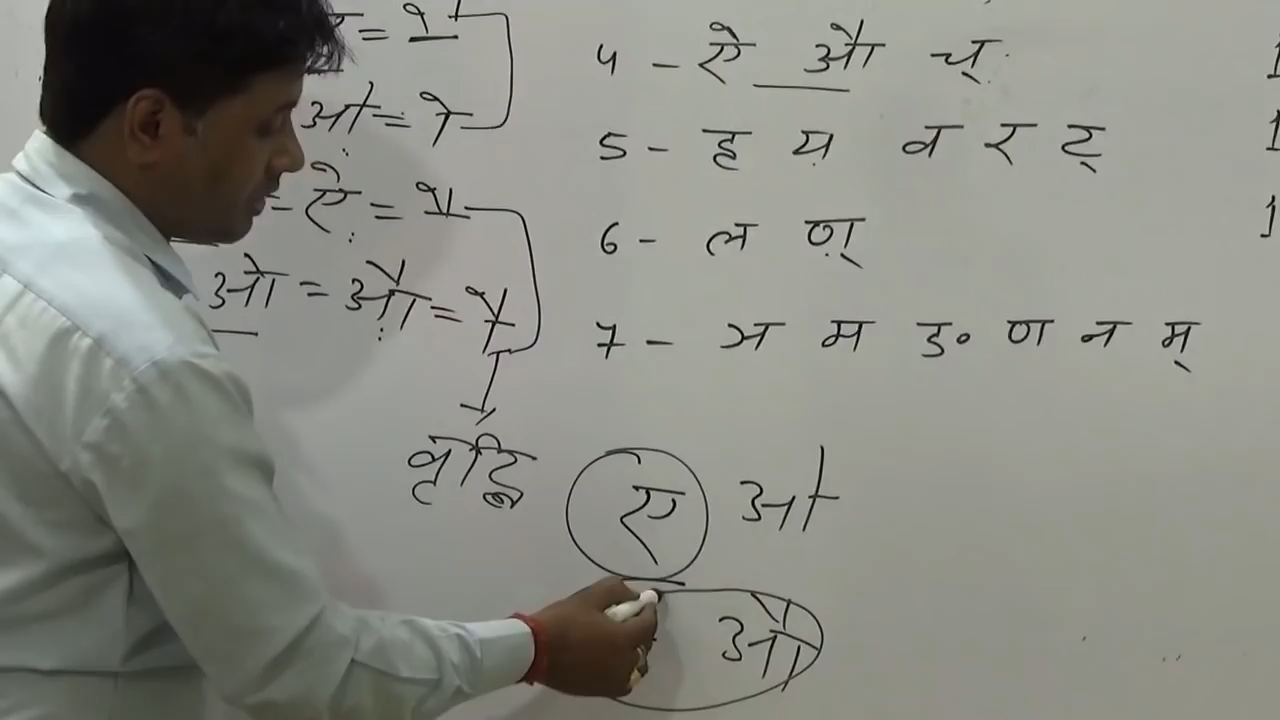 = े
ओ = ो
- ऐ = ै
ओ = औ = ौ
वृद्धि
4 - ऐ औ च्
5 - ह य व र ट्
6 - ल ण्
7 - ञ म ङ ण न म्
ए ओ
औ